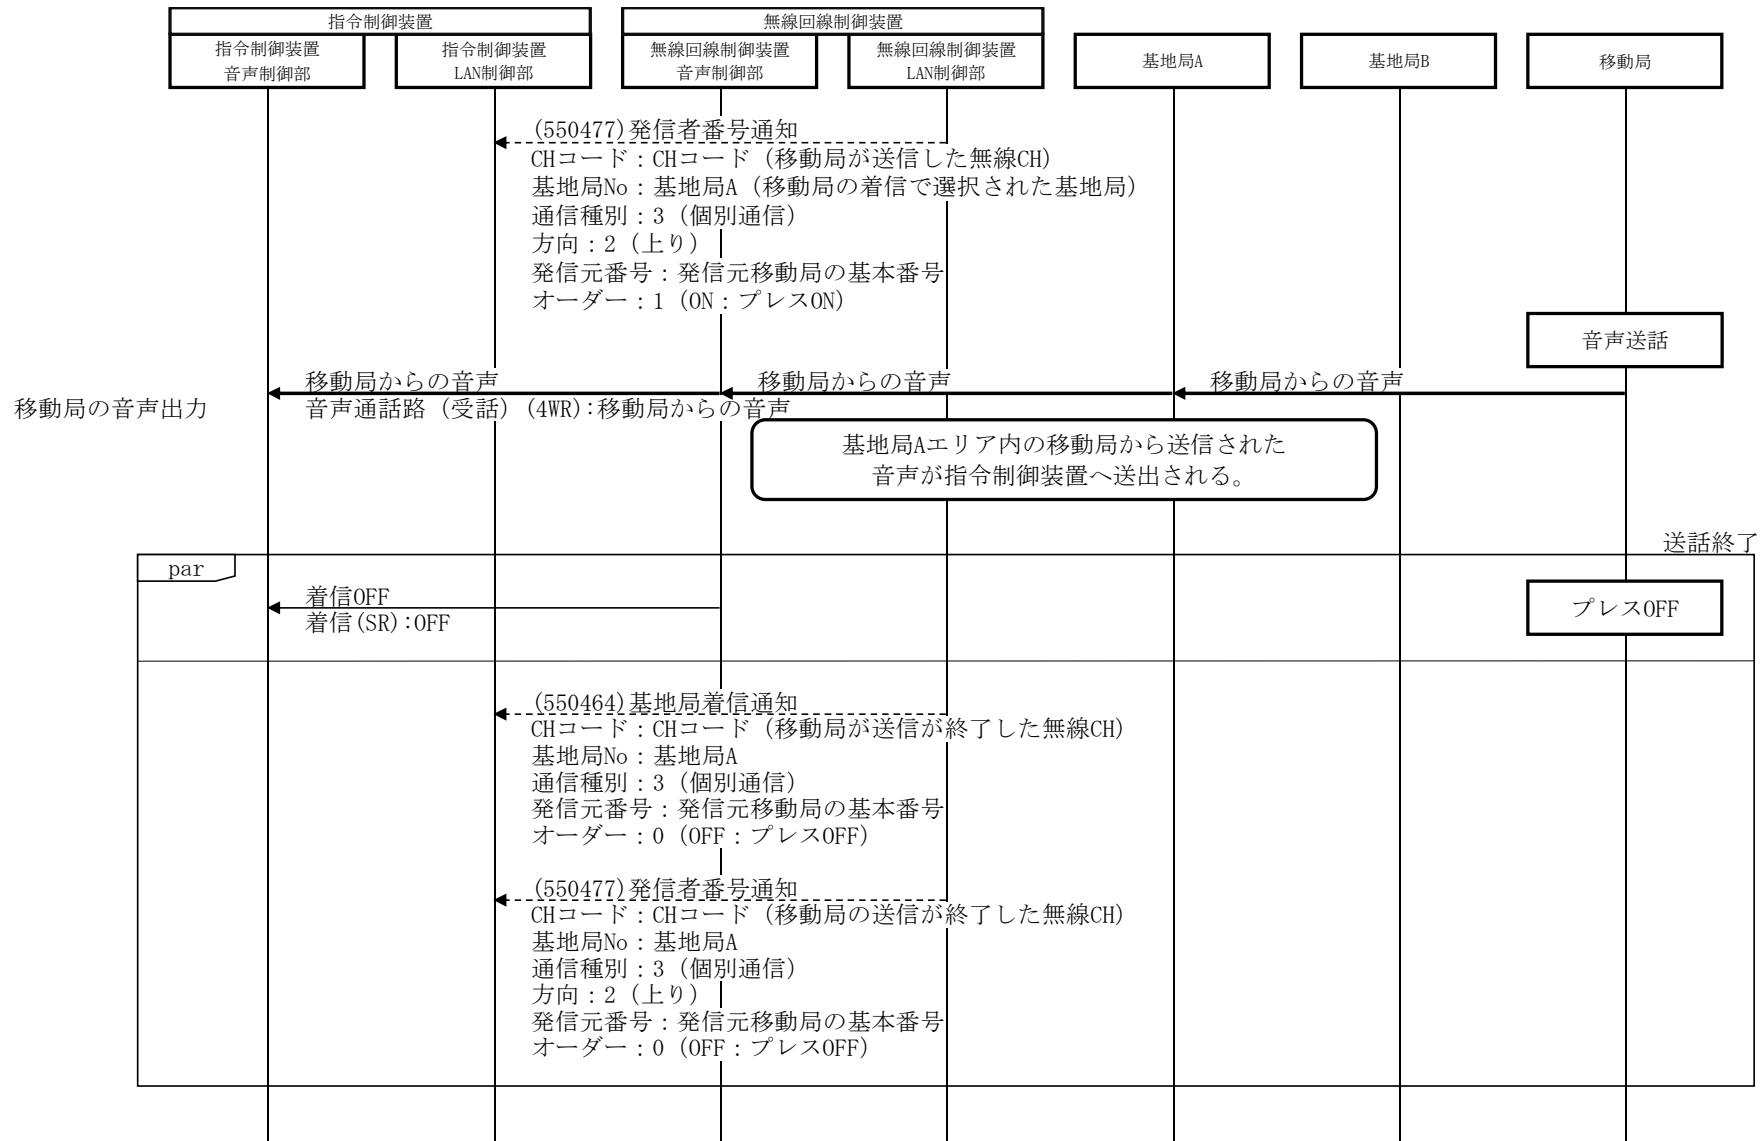 指令制御装置
無線回線制御装置
指令制御装置
音声制御部
指令制御装置
LAN制御部
無線回線制御装置
音声制御部
無線回線制御装置
LAN制御部
基地局A
基地局B
移動局
(550477)発信者番号通知
CHコード：CHコード（移動局が送信した無線CH）
基地局No：基地局A（移動局の着信で選択された基地局）
通信種別：3（個別通信）
方向：2（上り）
発信元番号：発信元移動局の基本番号
オーダー：1（ON：プレスON）
音声送話
移動局からの音声
移動局からの音声
移動局からの音声
移動局の音声出力
音声通話路（受話）(4WR):移動局からの音声
基地局Aエリア内の移動局から送信された
音声が指令制御装置へ送出される。
送話終了
par
着信OFF
着信(SR):OFF
プレスOFF
(550464)基地局着信通知
CHコード：CHコード（移動局が送信が終了した無線CH）
基地局No：基地局A
通信種別：3（個別通信）
発信元番号：発信元移動局の基本番号
オーダー：0（OFF：プレスOFF）
(550477)発信者番号通知
CHコード：CHコード（移動局の送信が終了した無線CH）
基地局No：基地局A
通信種別：3（個別通信）
方向：2（上り）
発信元番号：発信元移動局の基本番号
オーダー：0（OFF：プレスOFF）